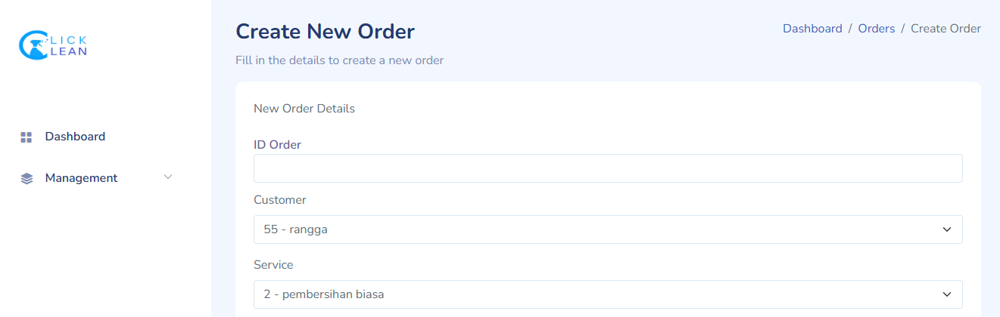 LICK
LEAN
Dashboard
Management
Create New Order
Dashboard / Orders / Create Order
Fill in the details to create a new order
New Order Details
ID Order
Customer
55 - rangga
Service
2 - pembersihan biasa